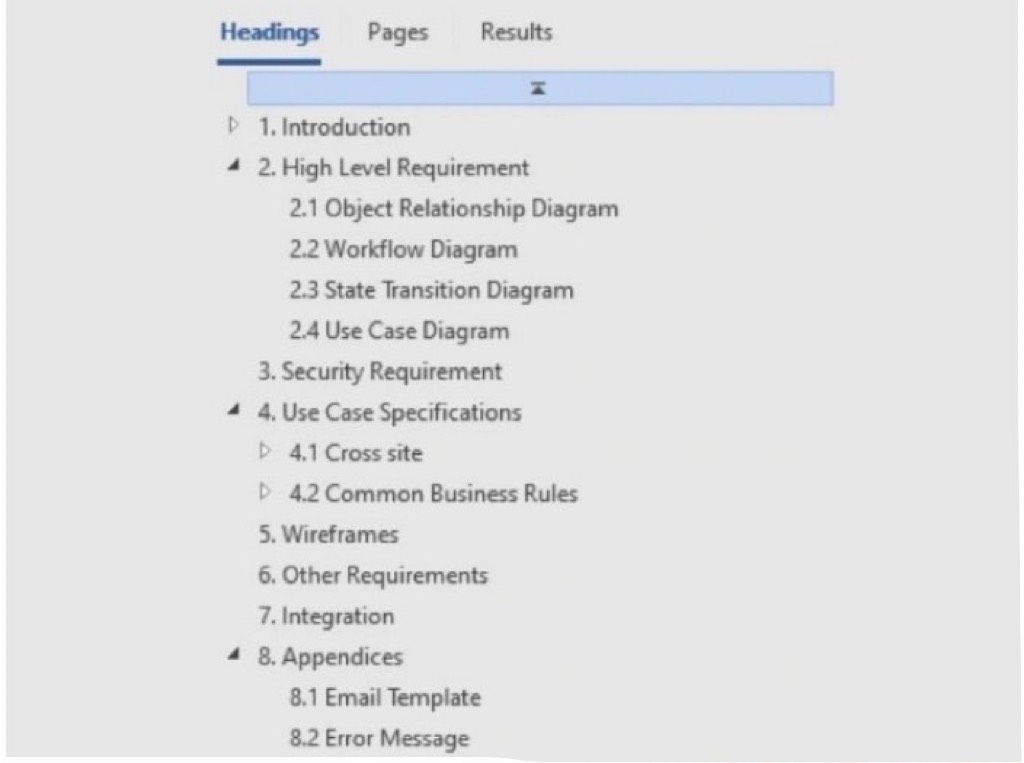 Headings Pages Results
1. Introduction
2. High Level Requirement
2.1 Object Relationship Diagram
2.2 Workflow Diagram
2.3 State Transition Diagram
2.4 Use Case Diagram
3. Security Requirement
4. Use Case Specifications
4.1 Cross site
4.2 Common Business Rules
5. Wireframes
6. Other Requirements
7. Integration
8. Appendices
8.1 Email Template
8.2 Error Message